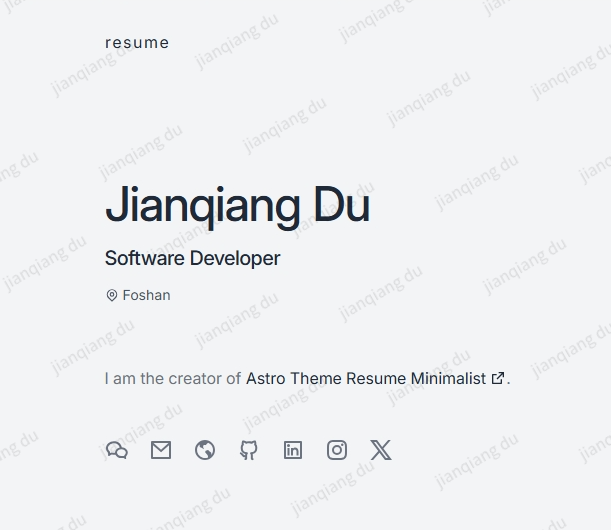 resume
Jianqiang Du
Software Developer
Foshan
I am the creator of Astro Theme Resume Minimalist.
jianqiang du